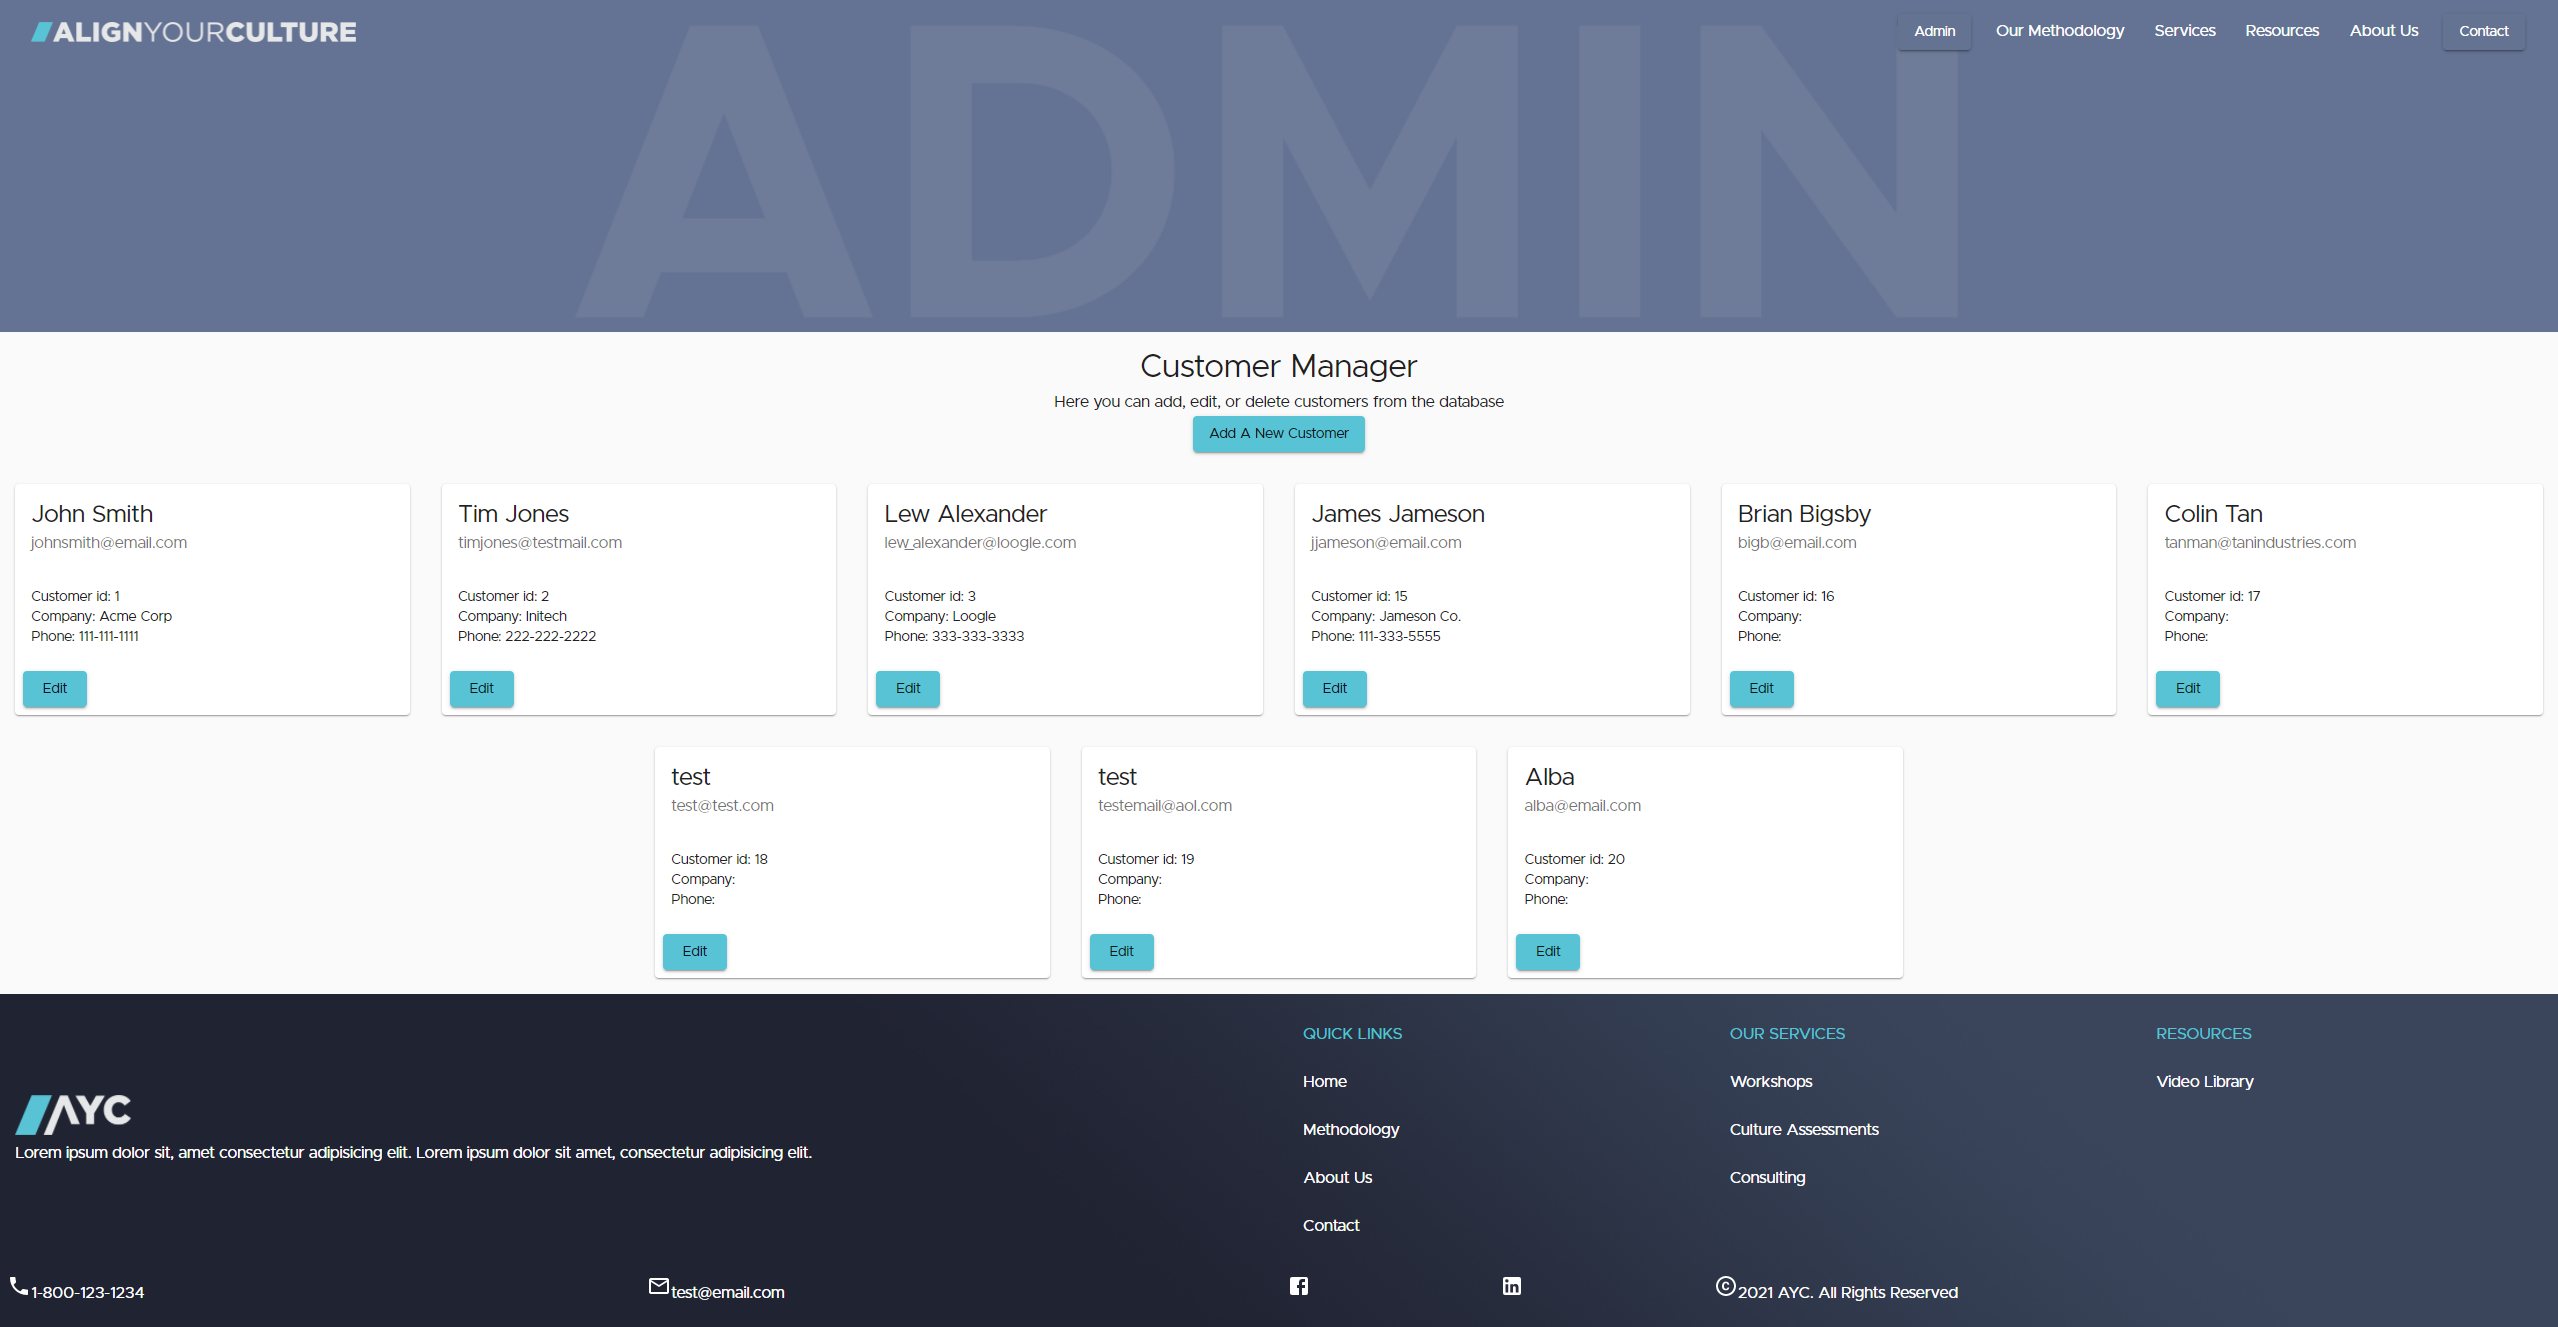 ALIGNYOURCULTURE
Admin Our Methodology Services Resources About Us Contact
ADMIN
Customer Manager
Here you can add, edit, or delete customers from the database
Add A New Customer
John Smith
johnsmith@email.com
Customer id: 1
Company: Acme Corp
Phone: 111-111-1111
Edit
Tim Jones
timjones@testmail.com
Customer id: 2
Company: Initech
Phone: 222-222-2222
Edit
Lew Alexander
lew_alexander@loogle.com
Customer id: 3
Company: Loogle
Phone: 333-333-3333
Edit
James Jameson
jjameson@email.com
Customer id: 15
Company: Jameson Co.
Phone: 111-333-5555
Edit
Brian Bigsby
bigb@email.com
Customer id: 16
Company:
Phone:
Edit
Colin Tan
tanman@tanindustries.com
Customer id: 17
Company:
Phone:
Edit
test
test@test.com
Customer id: 18
Company:
Phone:
Edit
test
testemail@aol.com
Customer id: 19
Company:
Phone:
Edit
Alba
alba@email.com
Customer id: 20
Company:
Phone:
Edit
AYC
Lorem ipsum dolor sit, amet consectetur adipisicing elit. Lorem ipsum dolor sit amet, consectetur adipisicing elit.
QUICK LINKS
Home
Methodology
About Us
Contact
OUR SERVICES
Workshops
Culture Assessments
Consulting
RESOURCES
Video Library
1-800-123-1234
test@email.com
© 2021 AYC. All Rights Reserved